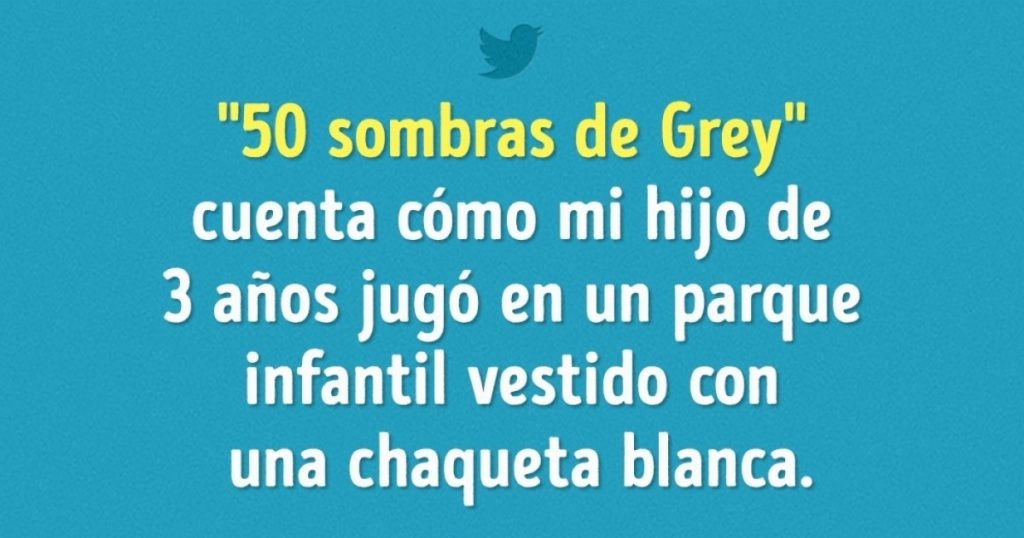 "50 sombras de Grey"
cuenta cómo mi hijo de
3 años jugó en un parque
infantil vestido con
una chaqueta blanca.